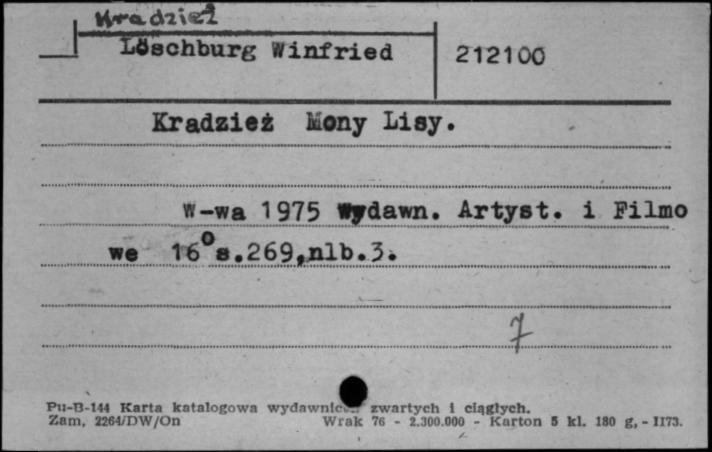 Kradzież
Löschburg Winfried 212100
Kradzież Mony Lisy.
W-wa 1975 Wydawn. Artyst. i Filmo
we 16° s.269,nlb.3.
7
Pu-B-144 Karta katalogowa zwartych i ciągłych.
Zam, 2264/DW/On Wrak 76 - 2.300.000 - Karton 5 kl. 180 g, - II73.